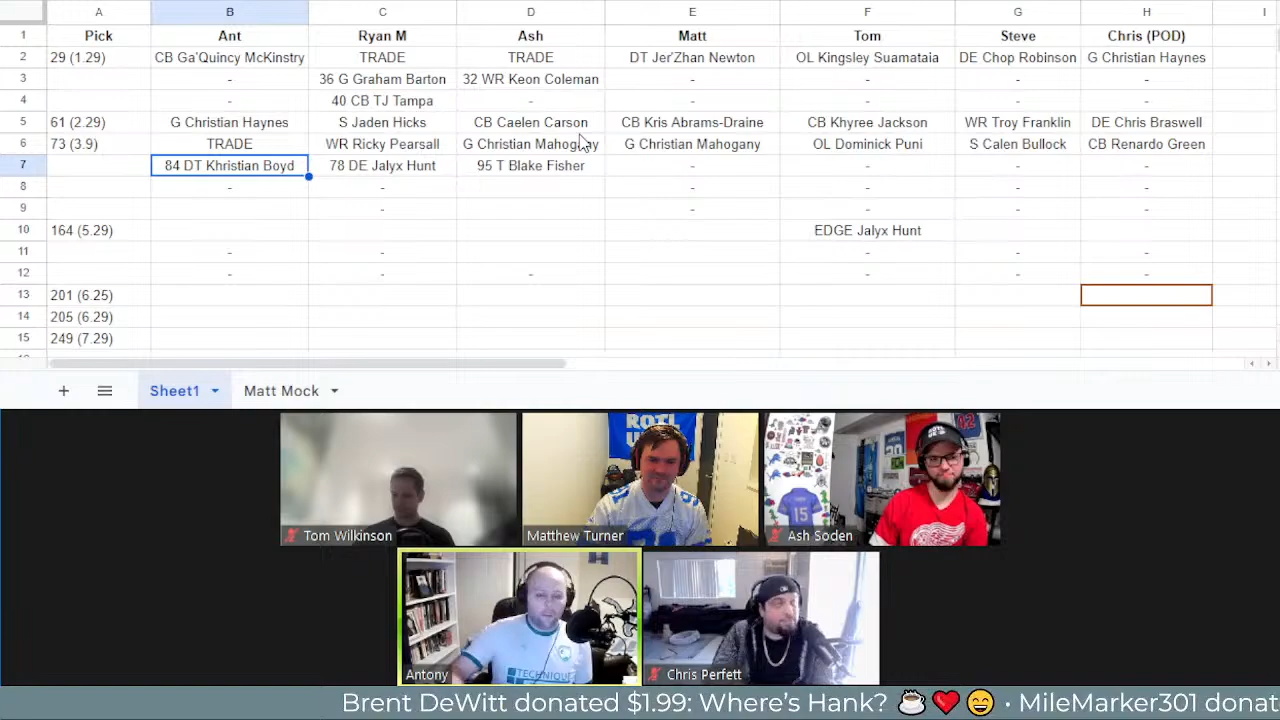 A B C D E F G H I
1 Pick Ant Ryan M Ash Matt Tom Steve Chris (POD)
2 29 (1.29) CB Ga'Quincy McKinstry TRADE TRADE DT Jer'Zhan Newton OL Kingsley Suamataia DE Chop Robinson G Christian Haynes
3 - 36 G Graham Barton 32 WR Keon Coleman - - - -
4 - 40 CB TJ Tampa - - - - -
5 61 (2.29) G Christian Haynes S Jaden Hicks CB Caelen Carson CB Kris Abrams-Draine CB Khyree Jackson WR Troy Franklin DE Chris Braswell
6 73 (3.9) TRADE WR Ricky Pearsall G Christian Mahogany G Christian Mahogany OL Dominick Puni S Calen Bullock CB Renardo Green
7 84 DT Khristian Boyd 78 DE Jalyx Hunt 95 T Blake Fisher - - - -
8 - - - - - -
9 - - - - -
10 164 (5.29) EDGE Jalyx Hunt
11 - - - - -
12 - - - - - -
13 201 (6.25)
14 205 (6.29)
15 249 (7.29)
+ Sheet1 Matt Mock
ROTL
15
42
Tom Wilkinson Matthew Turner Ash Soden
TECHNIQUE
Antony Chris Perfett
Brent DeWitt donated $1.99: Where's Hank? ☕❤️😄 • MileMarker301 donat